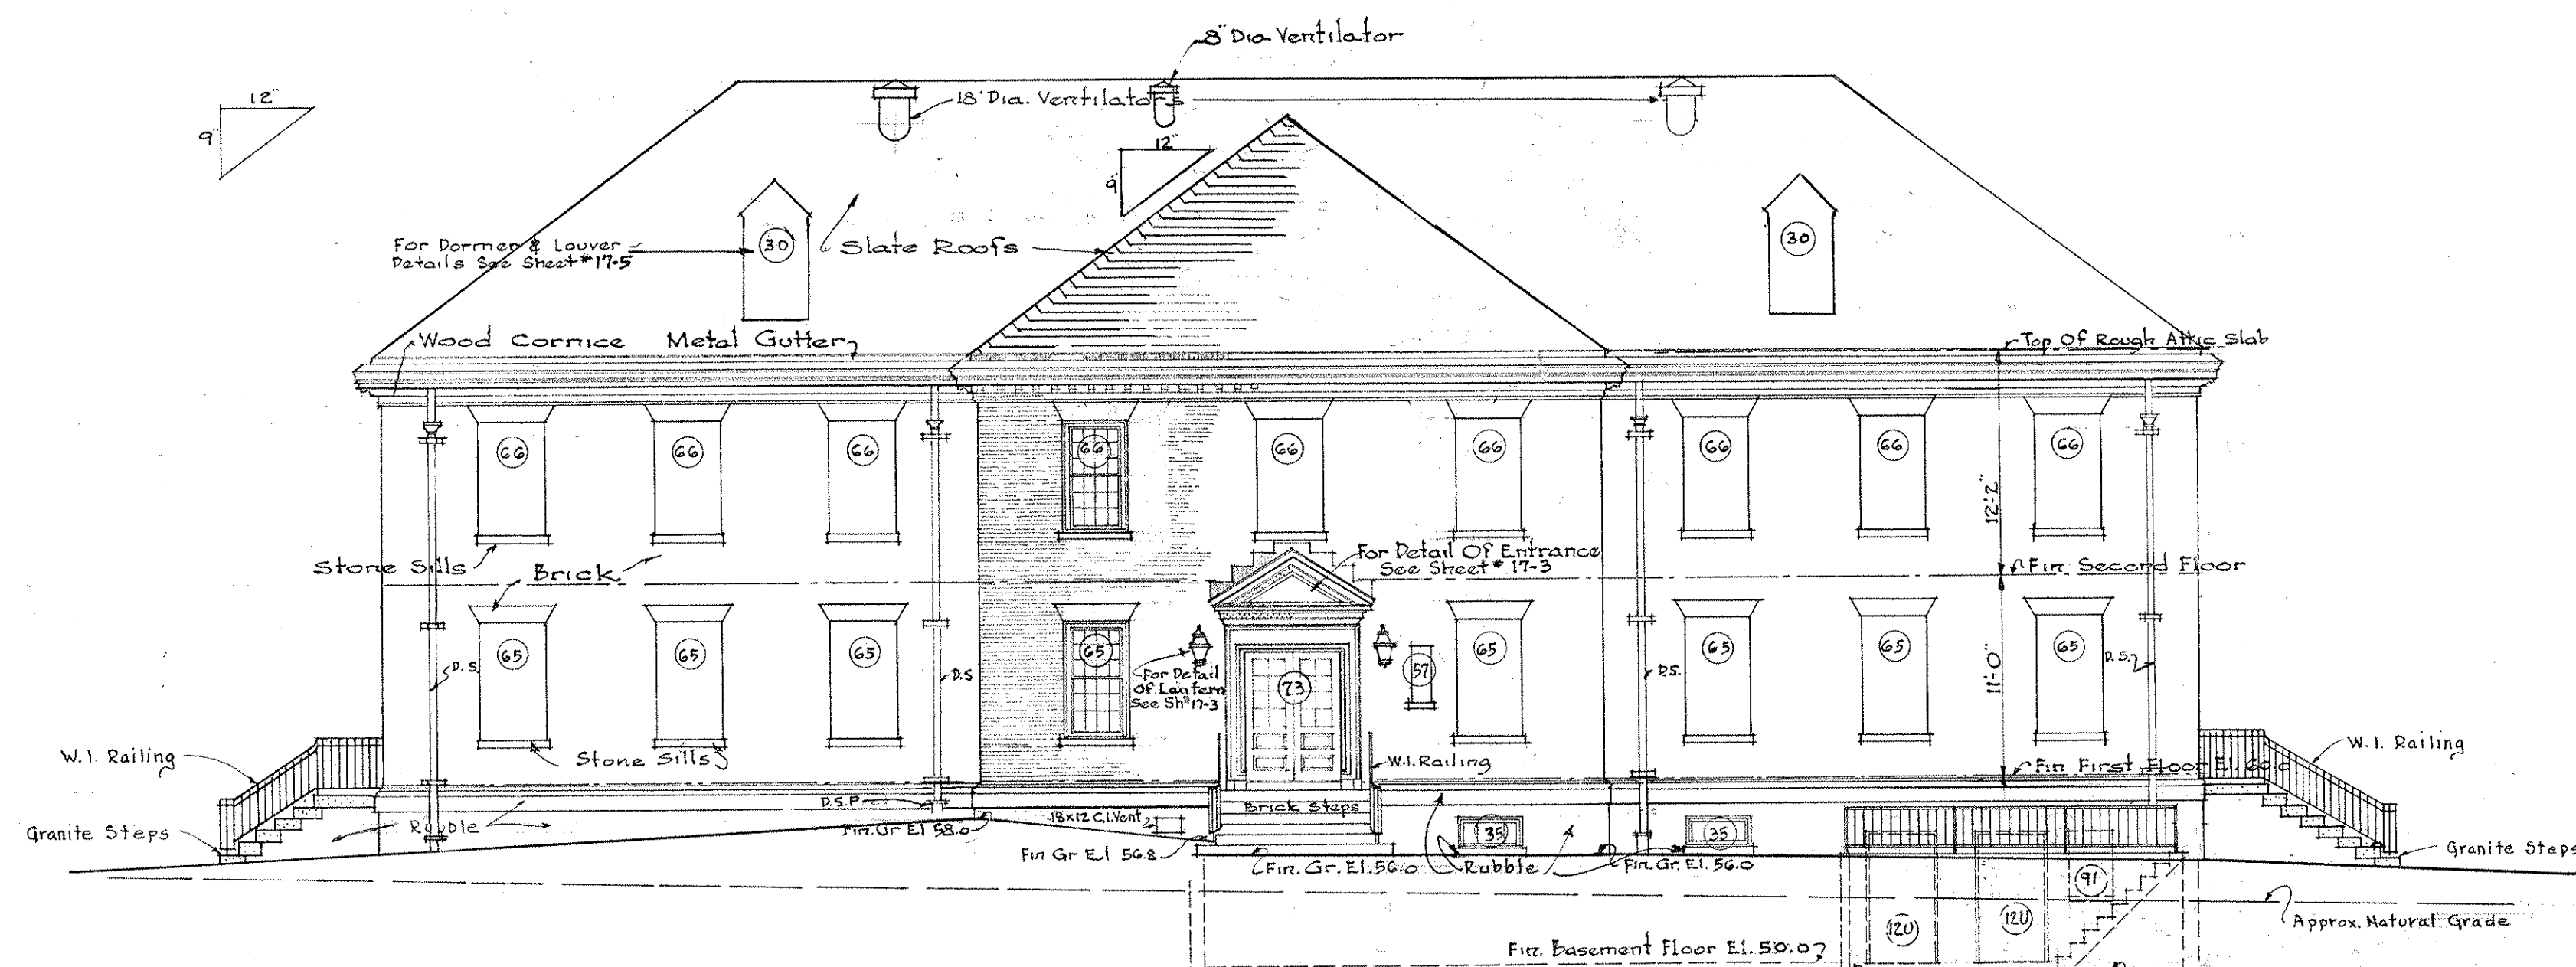 8" Dia Ventilator
18" Dia. Ventilators
12"
9"
12"
9"
For Dormer & Louver
Details See Sheet #17-5
30
Slate Roofs
30
Wood Cornice
Metal Gutter
Top Of Rough Attic Slab
66
66
66
66
66
66
66
66
66
12'-2"
Stone Sills
Brick
For Detail Of Entrance
See Sheet # 17-3
Fin. Second Floor
65
65
65
65
65
65
65
65
57
73
D.S.
D.S
D.S.
D.S.
For Detail
Of Lantern
See Sh #17-3
11'-0"
W.I. Railing
Stone Sills
W.I. Railing
W.I. Railing
Fin First Floor El. 60.0
D.S.P
Brick Steps
Granite Steps
Rubble
Fin. Gr El 58.0
18x12 C.I. Vent
35
35
Fin Gr El 56.8
Fin. Gr. El. 56.0
Rubble
Fin. Gr. El. 56.0
Granite Steps
91
12U
12U
Approx. Natural Grade
Fin. Basement Floor El. 50.0